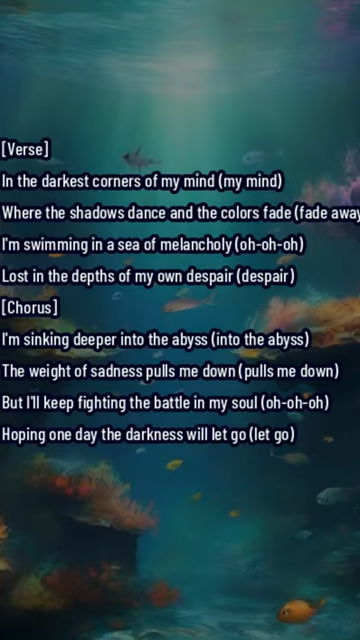 [Verse]
In the darkest corners of my mind (my mind)
Where the shadows dance and the colors fade (fade away
I'm swimming in a sea of melancholy (oh-oh-oh)
Lost in the depths of my own despair (despair)
[Chorus]
I'm sinking deeper into the abyss (into the abyss)
The weight of sadness pulls me down (pulls me down)
But I'll keep fighting the battle in my soul (oh-oh-oh)
Hoping one day the darkness will let go (let go)